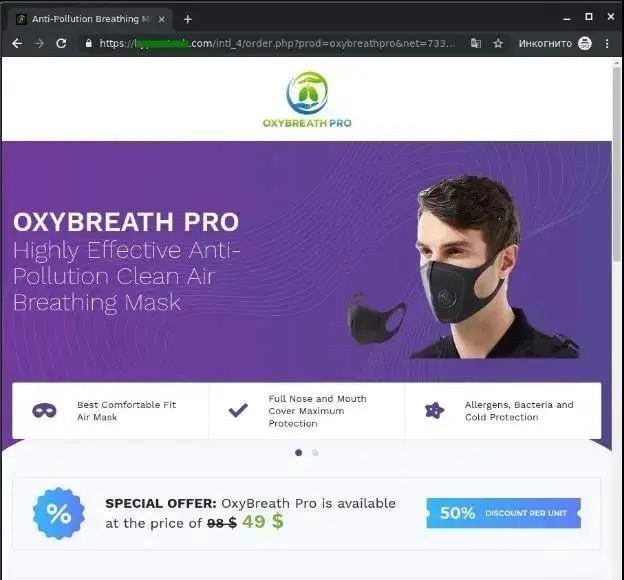 Anti-Pollution Breathing M
https:// .com/intl_4/order.php?prod=oxybreathpro&net=733...
Инкогнито
OXYBREATH PRO
OXYBREATH PRO
Highly Effective Anti-
Pollution Clean Air
Breathing Mask
Best Comfortable Fit
Air Mask
Full Nose and Mouth
Cover Maximum
Protection
Allergens, Bacteria and
Cold Protection
%
SPECIAL OFFER: OxyBreath Pro is available
at the price of 98 $ 49 $
50% DISCOUNT PER UNIT